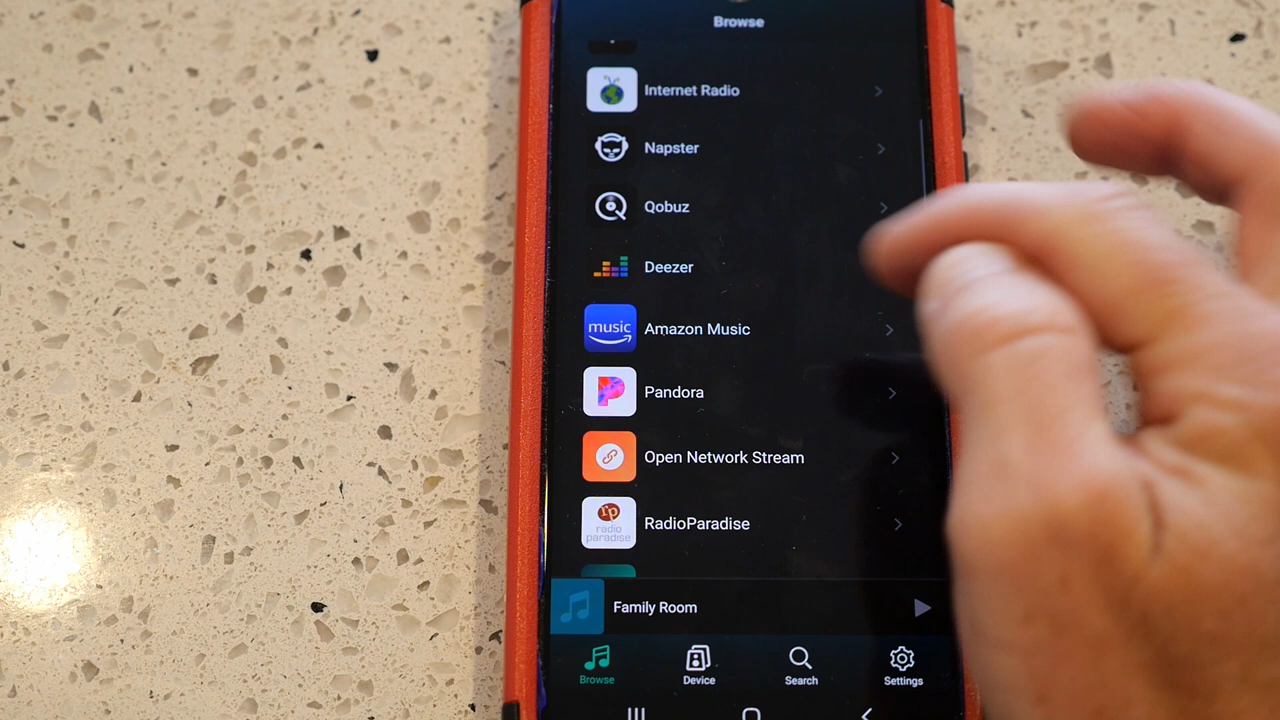 Browse
Internet Radio
Napster
Qobuz
Deezer
music
Amazon Music
Pandora
Open Network Stream
rp
radio
paradise
RadioParadise
Family Room
Browse
Device
Search
Settings